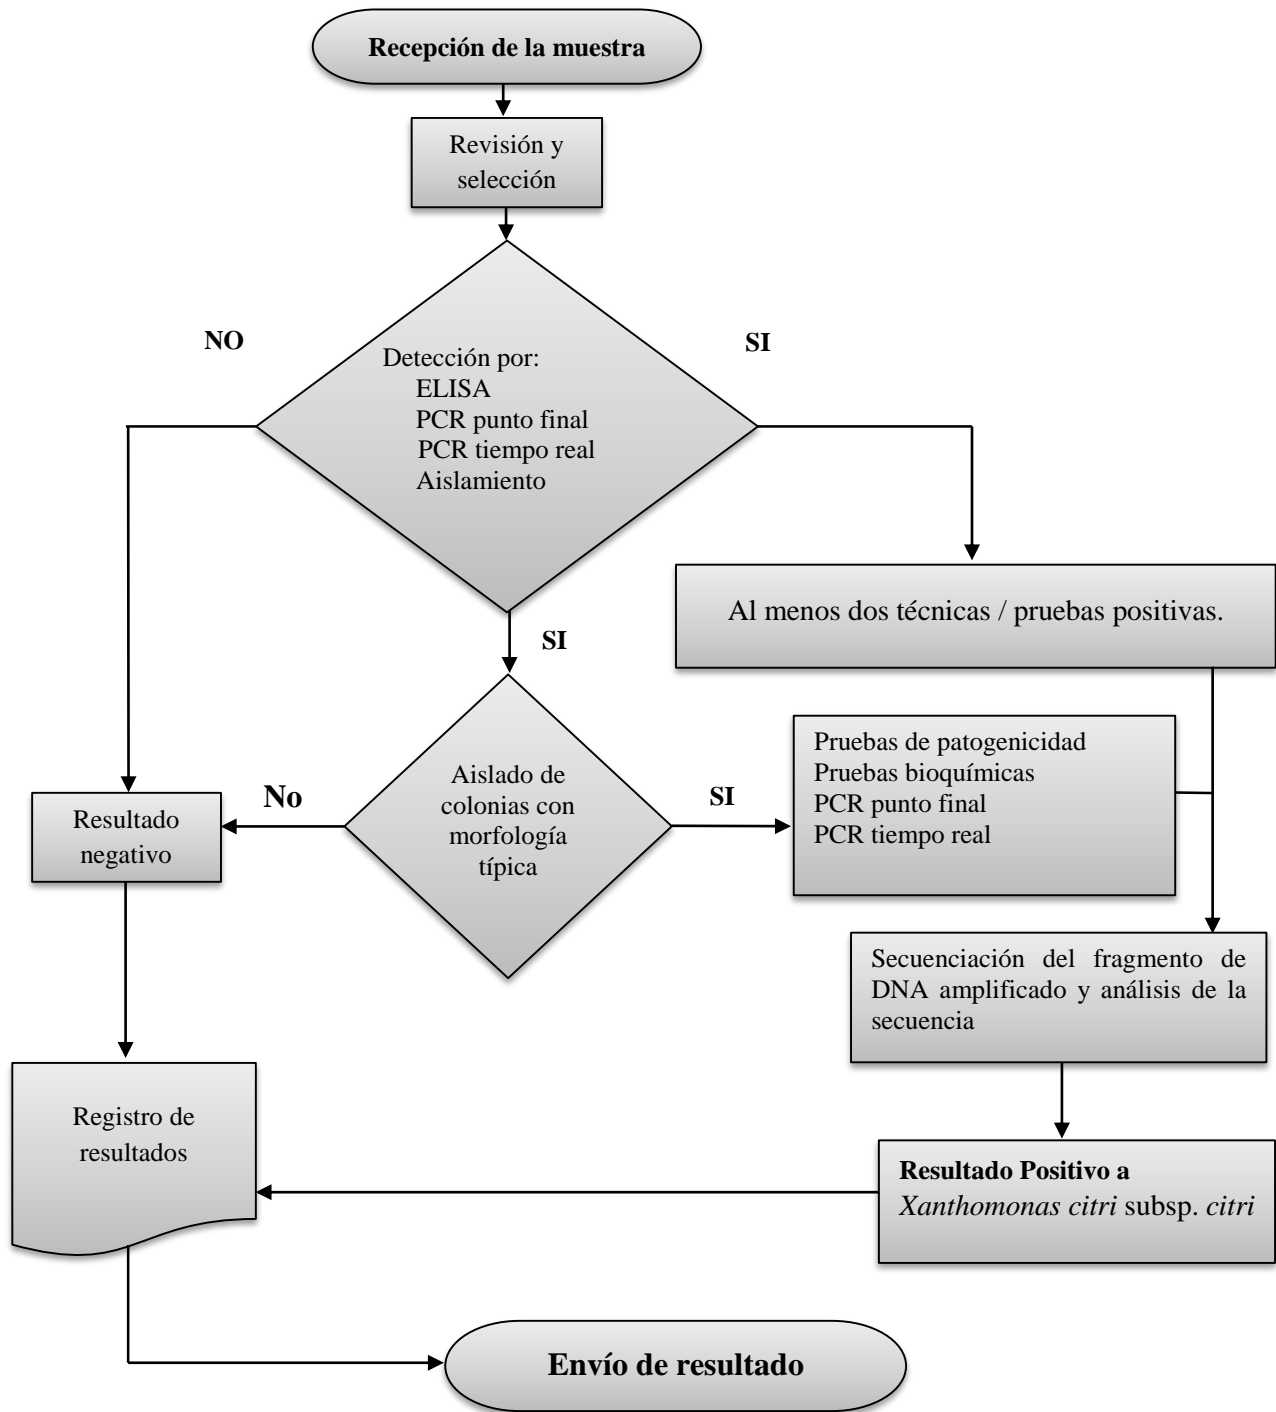 Recepción de la muestra
Revisión y
selección
NO
SI
Detección por:
ELISA
PCR punto final
PCR tiempo real
Aislamiento
Al menos dos técnicas / pruebas positivas.
SI
Pruebas de patogenicidad
Pruebas bioquímicas
PCR punto final
PCR tiempo real
Aislado de
colonias con
morfología
típica
No
SI
Resultado
negativo
Secuenciación del fragmento de
DNA amplificado y análisis de la
secuencia
Registro de
resultados
Resultado Positivo a
Xanthomonas citri subsp. citri
Envío de resultado